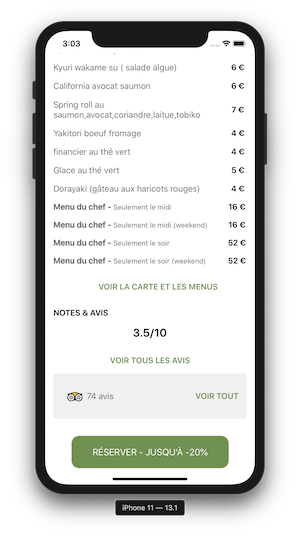 3:03
Kyuri wakame su ( salade algue) 6 €
California avocat saumon 6 €
Spring roll au
saumon,avocat,coriandre,laitue,tobiko 7 €
Yakitori boeuf fromage 4 €
financier au thé vert 4 €
Glace au thé vert 5 €
Dorayaki (gâteau aux haricots rouges) 4 €
Menu du chef - Seulement le midi 16 €
Menu du chef - Seulement le midi (weekend) 16 €
Menu du chef - Seulement le soir 52 €
Menu du chef - Seulement le soir (weekend) 52 €
VOIR LA CARTE ET LES MENUS
NOTES & AVIS
3.5/10
VOIR TOUS LES AVIS
74 avis VOIR TOUT
RÉSERVER - JUSQU'À -20%
iPhone 11 — 13.1